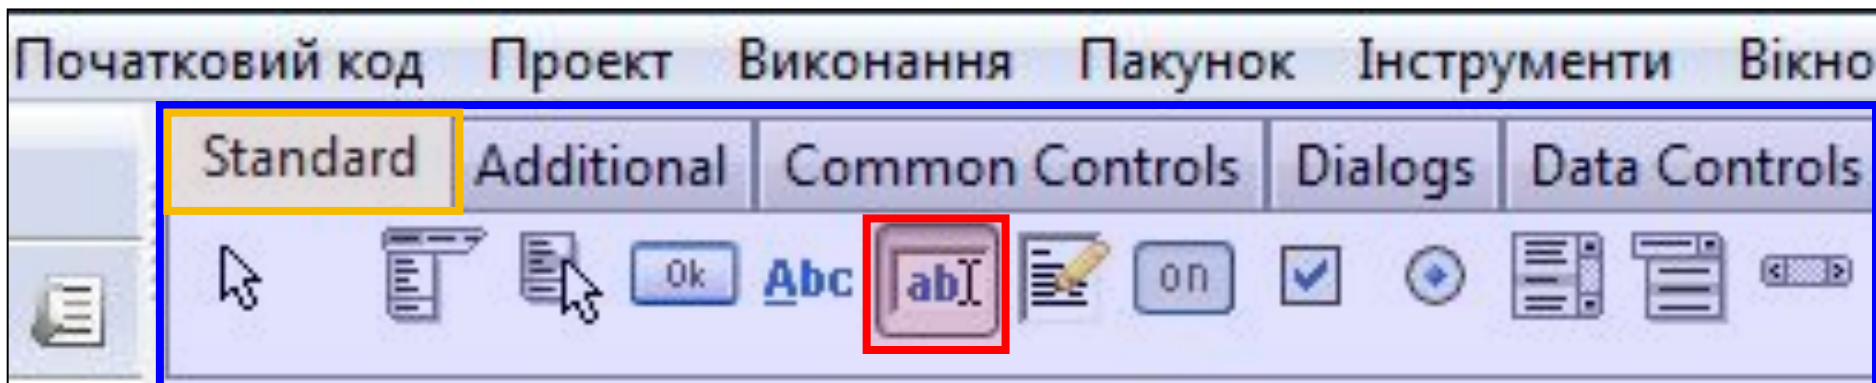 Початковий код Проект Виконання Пакунок Інструменти Вікно
Standard Additional Common Controls Dialogs Data Controls
Ok Abc ab on